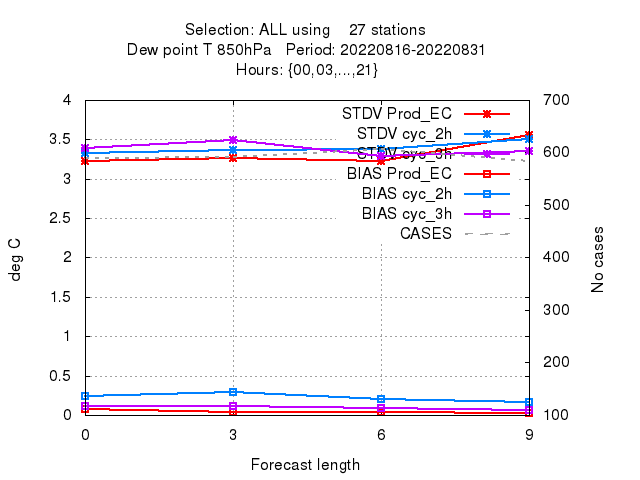 Selection: ALL using    27 stations
Dew point T 850hPa   Period: 20220816-20220831
Hours: {00,03,...,21}
4
3.5
3
2.5
2
1.5
1
0.5
0
700
600
500
400
300
200
100
0
3
6
9
deg C
No cases
Forecast length
STDV Prod_EC
STDV cyc_2h
STDV cyc_3h
BIAS Prod_EC
BIAS cyc_2h
BIAS cyc_3h
CASES